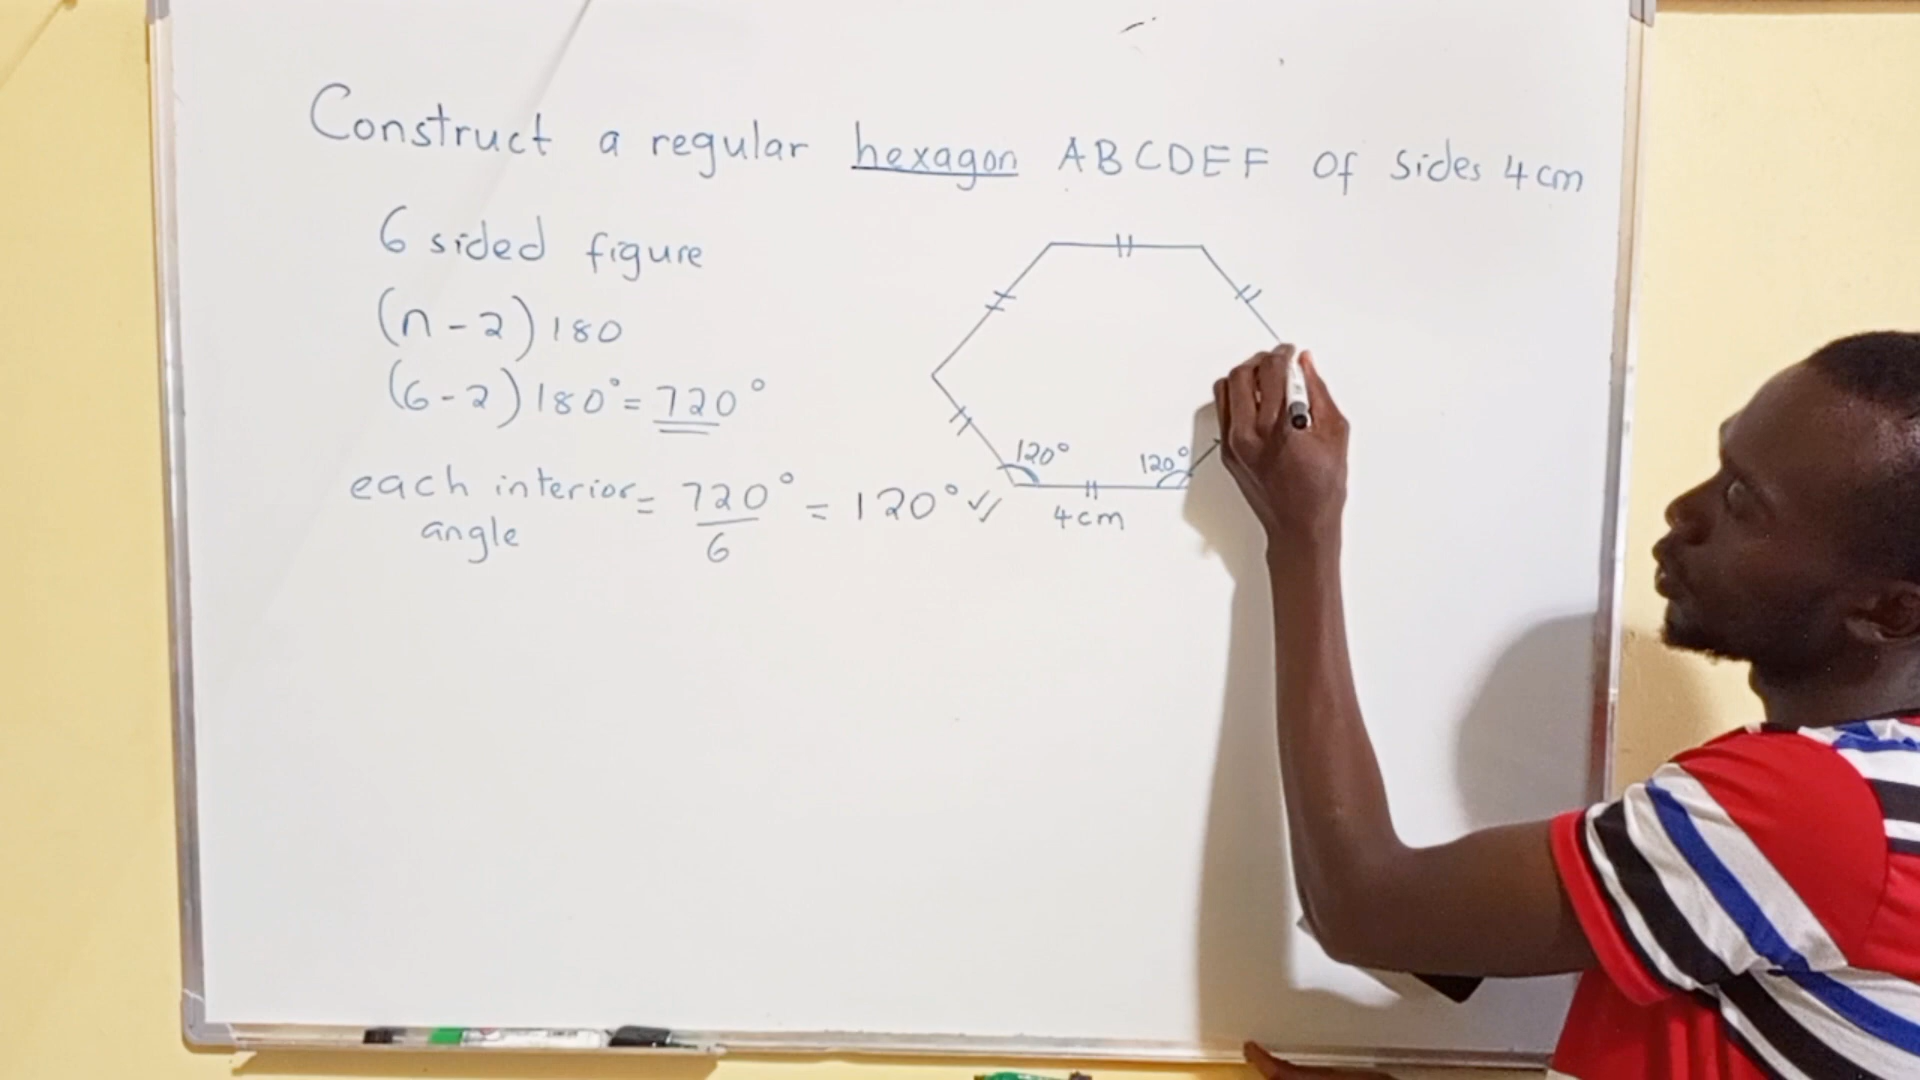 Construct a regular hexagon ABCDEF of sides 4cm
6 sided figure
(n-2)180
(6-2)180°=720°
each interior angle = 720°/6 = 120° ✓✓
120° 120°
4cm